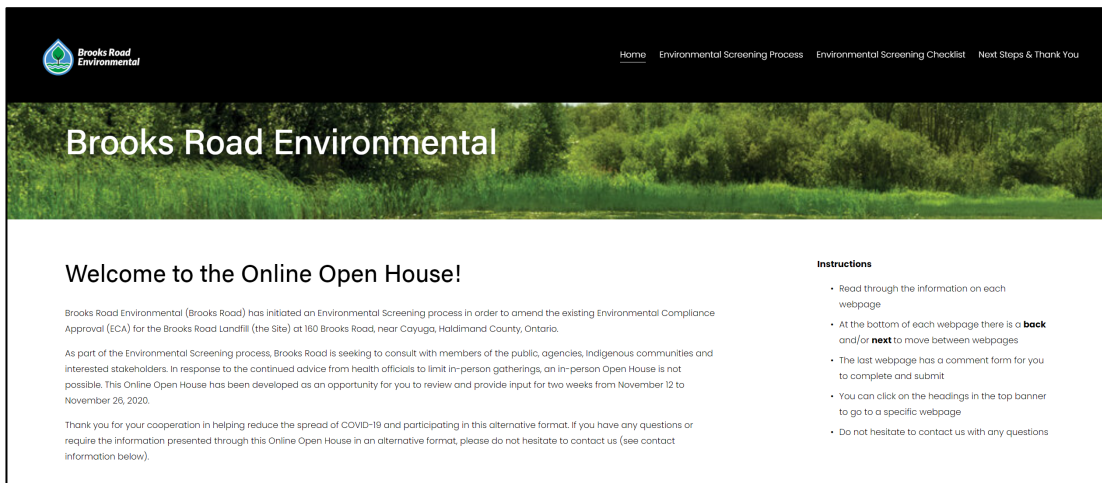 Brooks Road
Environmental
Home Environmental Screening Process Environmental Screening Checklist Next Steps & Thank You
Brooks Road Environmental
Welcome to the Online Open House!
Brooks Road Environmental (Brooks Road) has initiated an Environmental Screening process in order to amend the existing Environmental Compliance
Approval (ECA) for the Brooks Road Landfill (the Site) at 160 Brooks Road, near Cayuga, Haldimand County, Ontario.
As part of the Environmental Screening process, Brooks Road is seeking to consult with members of the public, agencies, Indigenous communities and
interested stakeholders. In response to the continued advice from health officials to limit in-person gatherings, an in-person Open House is not
possible. This Online Open House has been developed as an opportunity for you to review and provide input for two weeks from November 12 to
November 26, 2020.
Thank you for your cooperation in helping reduce the spread of COVID-19 and participating in this alternative format. If you have any questions or
require the information presented through this Online Open House in an alternative format, please do not hesitate to contact us (see contact
information below).
Instructions
• Read through the information on each
webpage
• At the bottom of each webpage there is a back
and/or next to move between webpages
• The last webpage has a comment form for you
to complete and submit
• You can click on the headings in the top banner
to go to a specific webpage
• Do not hesitate to contact us with any questions